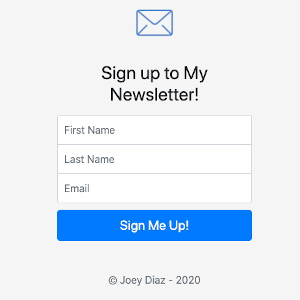 Sign up to My
Newsletter!
First Name
Last Name
Email
Sign Me Up!
© Joey Diaz - 2020